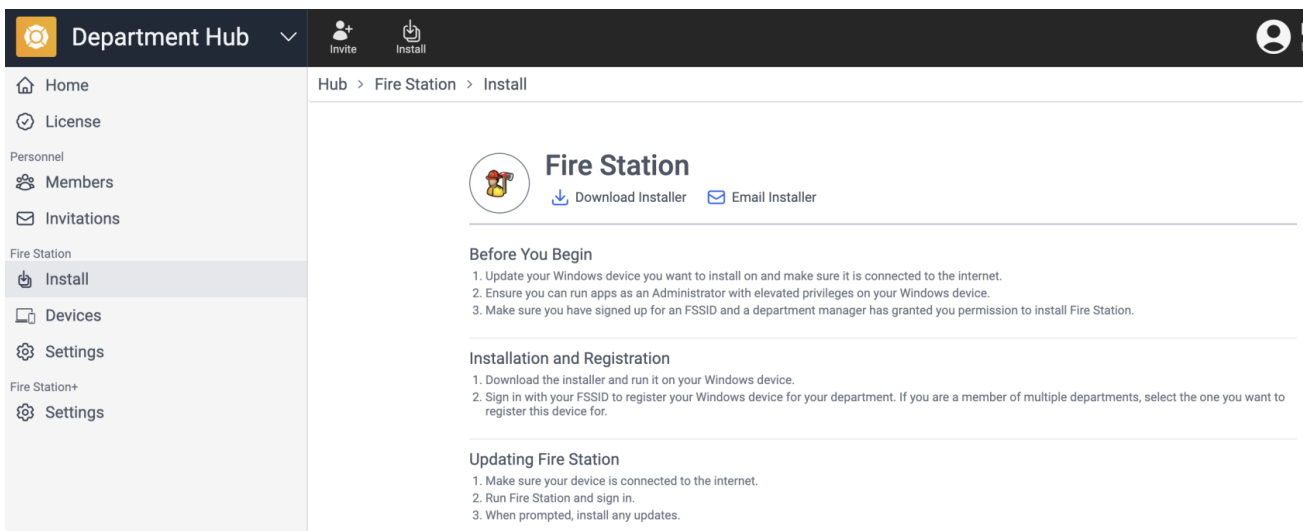 Department Hub
Invite
Install
Home
License
Personnel
Members
Invitations
Fire Station
Install
Devices
Settings
Fire Station+
Settings
Hub > Fire Station > Install
Fire Station
Download Installer
Email Installer
Before You Begin
1. Update your Windows device you want to install on and make sure it is connected to the internet.
2. Ensure you can run apps as an Administrator with elevated privileges on your Windows device.
3. Make sure you have signed up for an FSSID and a department manager has granted you permission to install Fire Station.
Installation and Registration
1. Download the installer and run it on your Windows device.
2. Sign in with your FSSID to register your Windows device for your department. If you are a member of multiple departments, select the one you want to
register this device for.
Updating Fire Station
1. Make sure your device is connected to the internet.
2. Run Fire Station and sign in.
3. When prompted, install any updates.